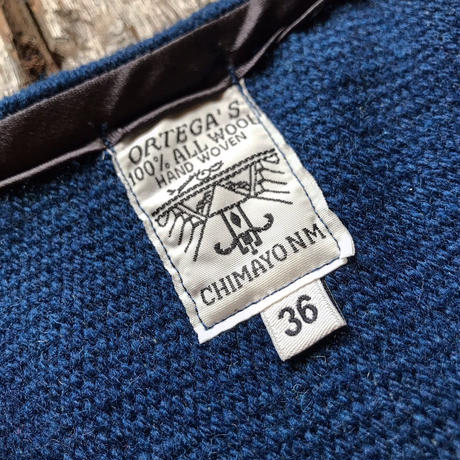 ORTEGA'S
100% ALL WOOL
HAND WOVEN
CHIMAYO NM
36